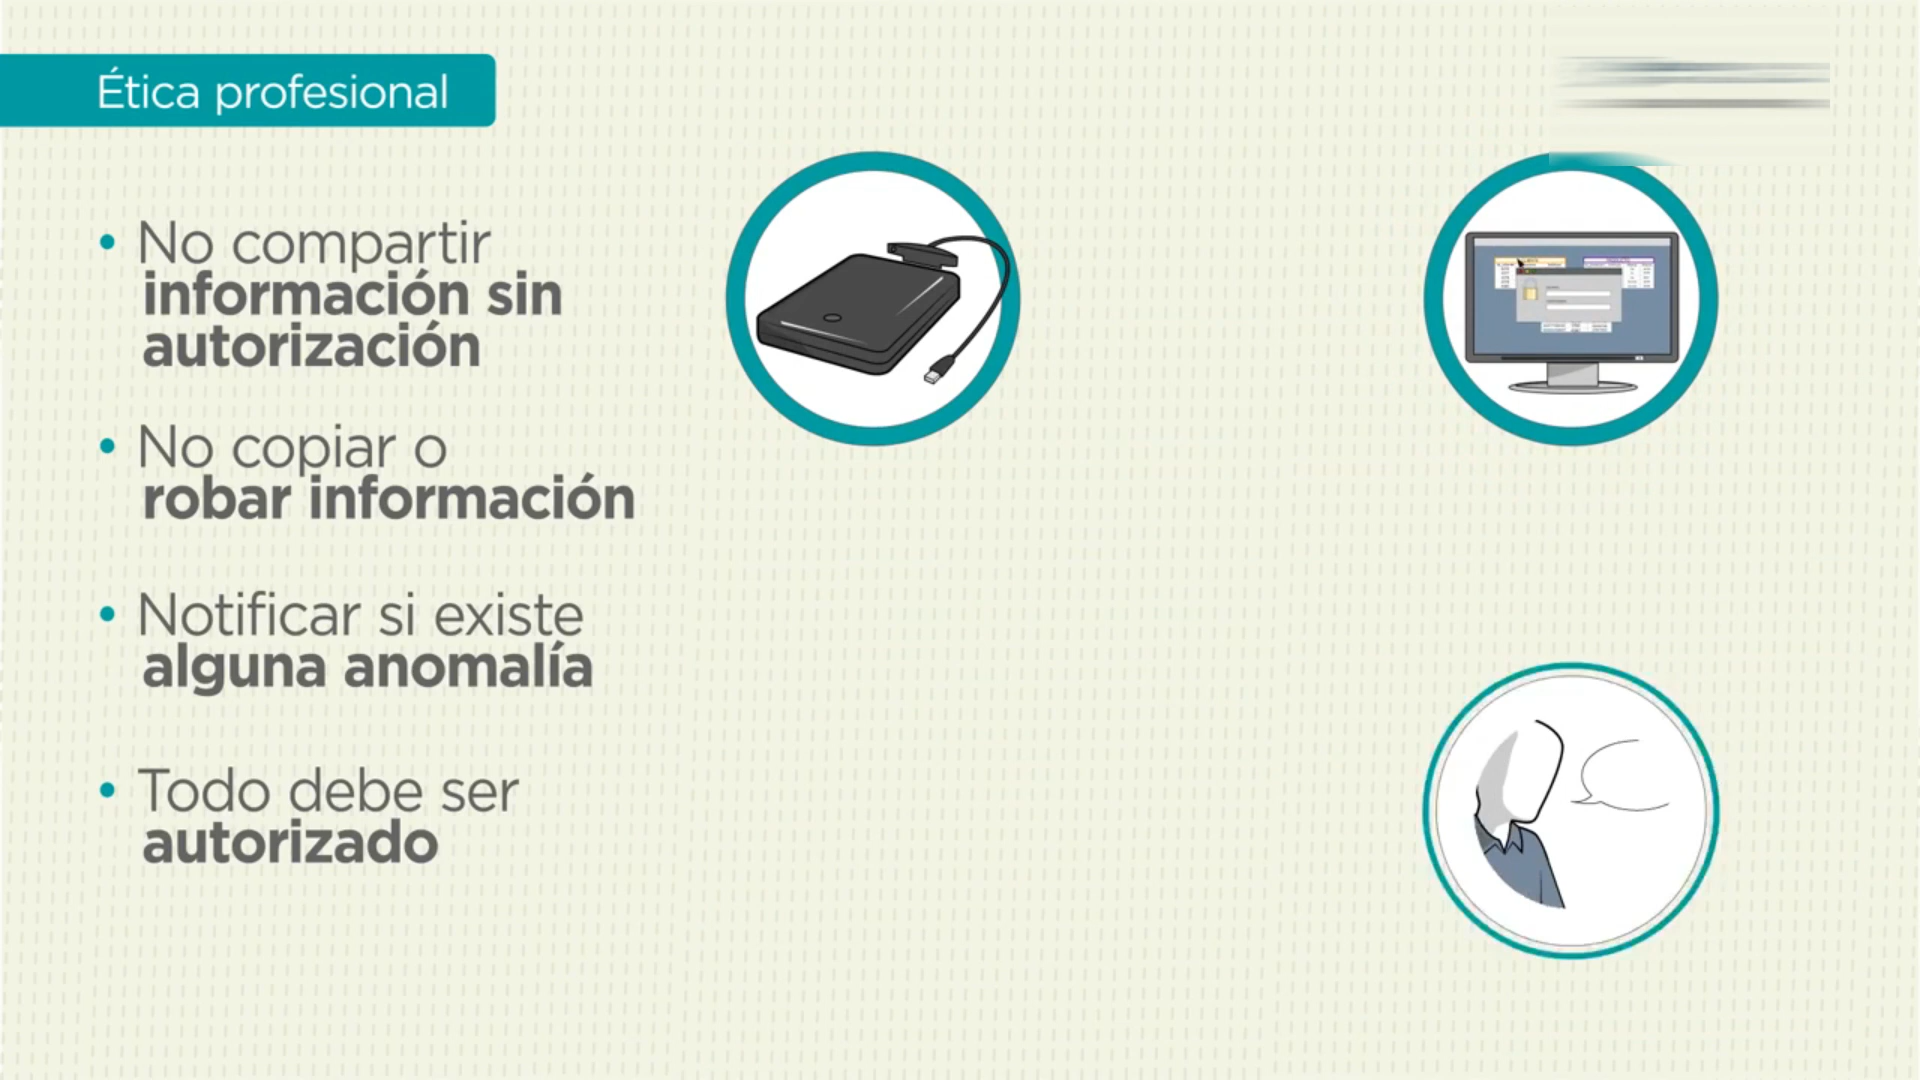 Ética profesional
• No compartir
información sin
autorización
• No copiar o
robar información
• Notificar si existe
alguna anomalía
• Todo debe ser
autorizado